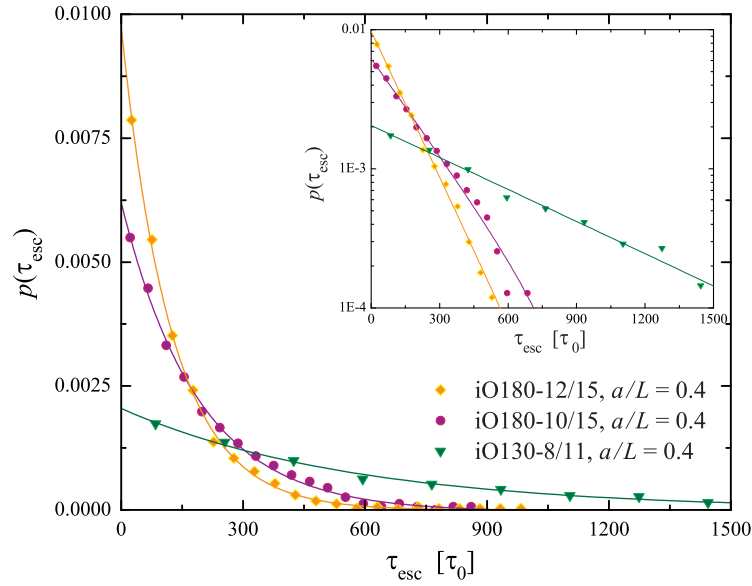 0.0100
0.0075
0.0050
0.0025
0.0000
p(τesc)
0 300 600 900 1200 1500
τesc [τ0]
0.01
1E-3
1E-4
p(τesc)
0 300 600 900 1200 1500
τesc [τ0]
iO180-12/15, a/L = 0.4
iO180-10/15, a/L = 0.4
iO130-8/11, a/L = 0.4